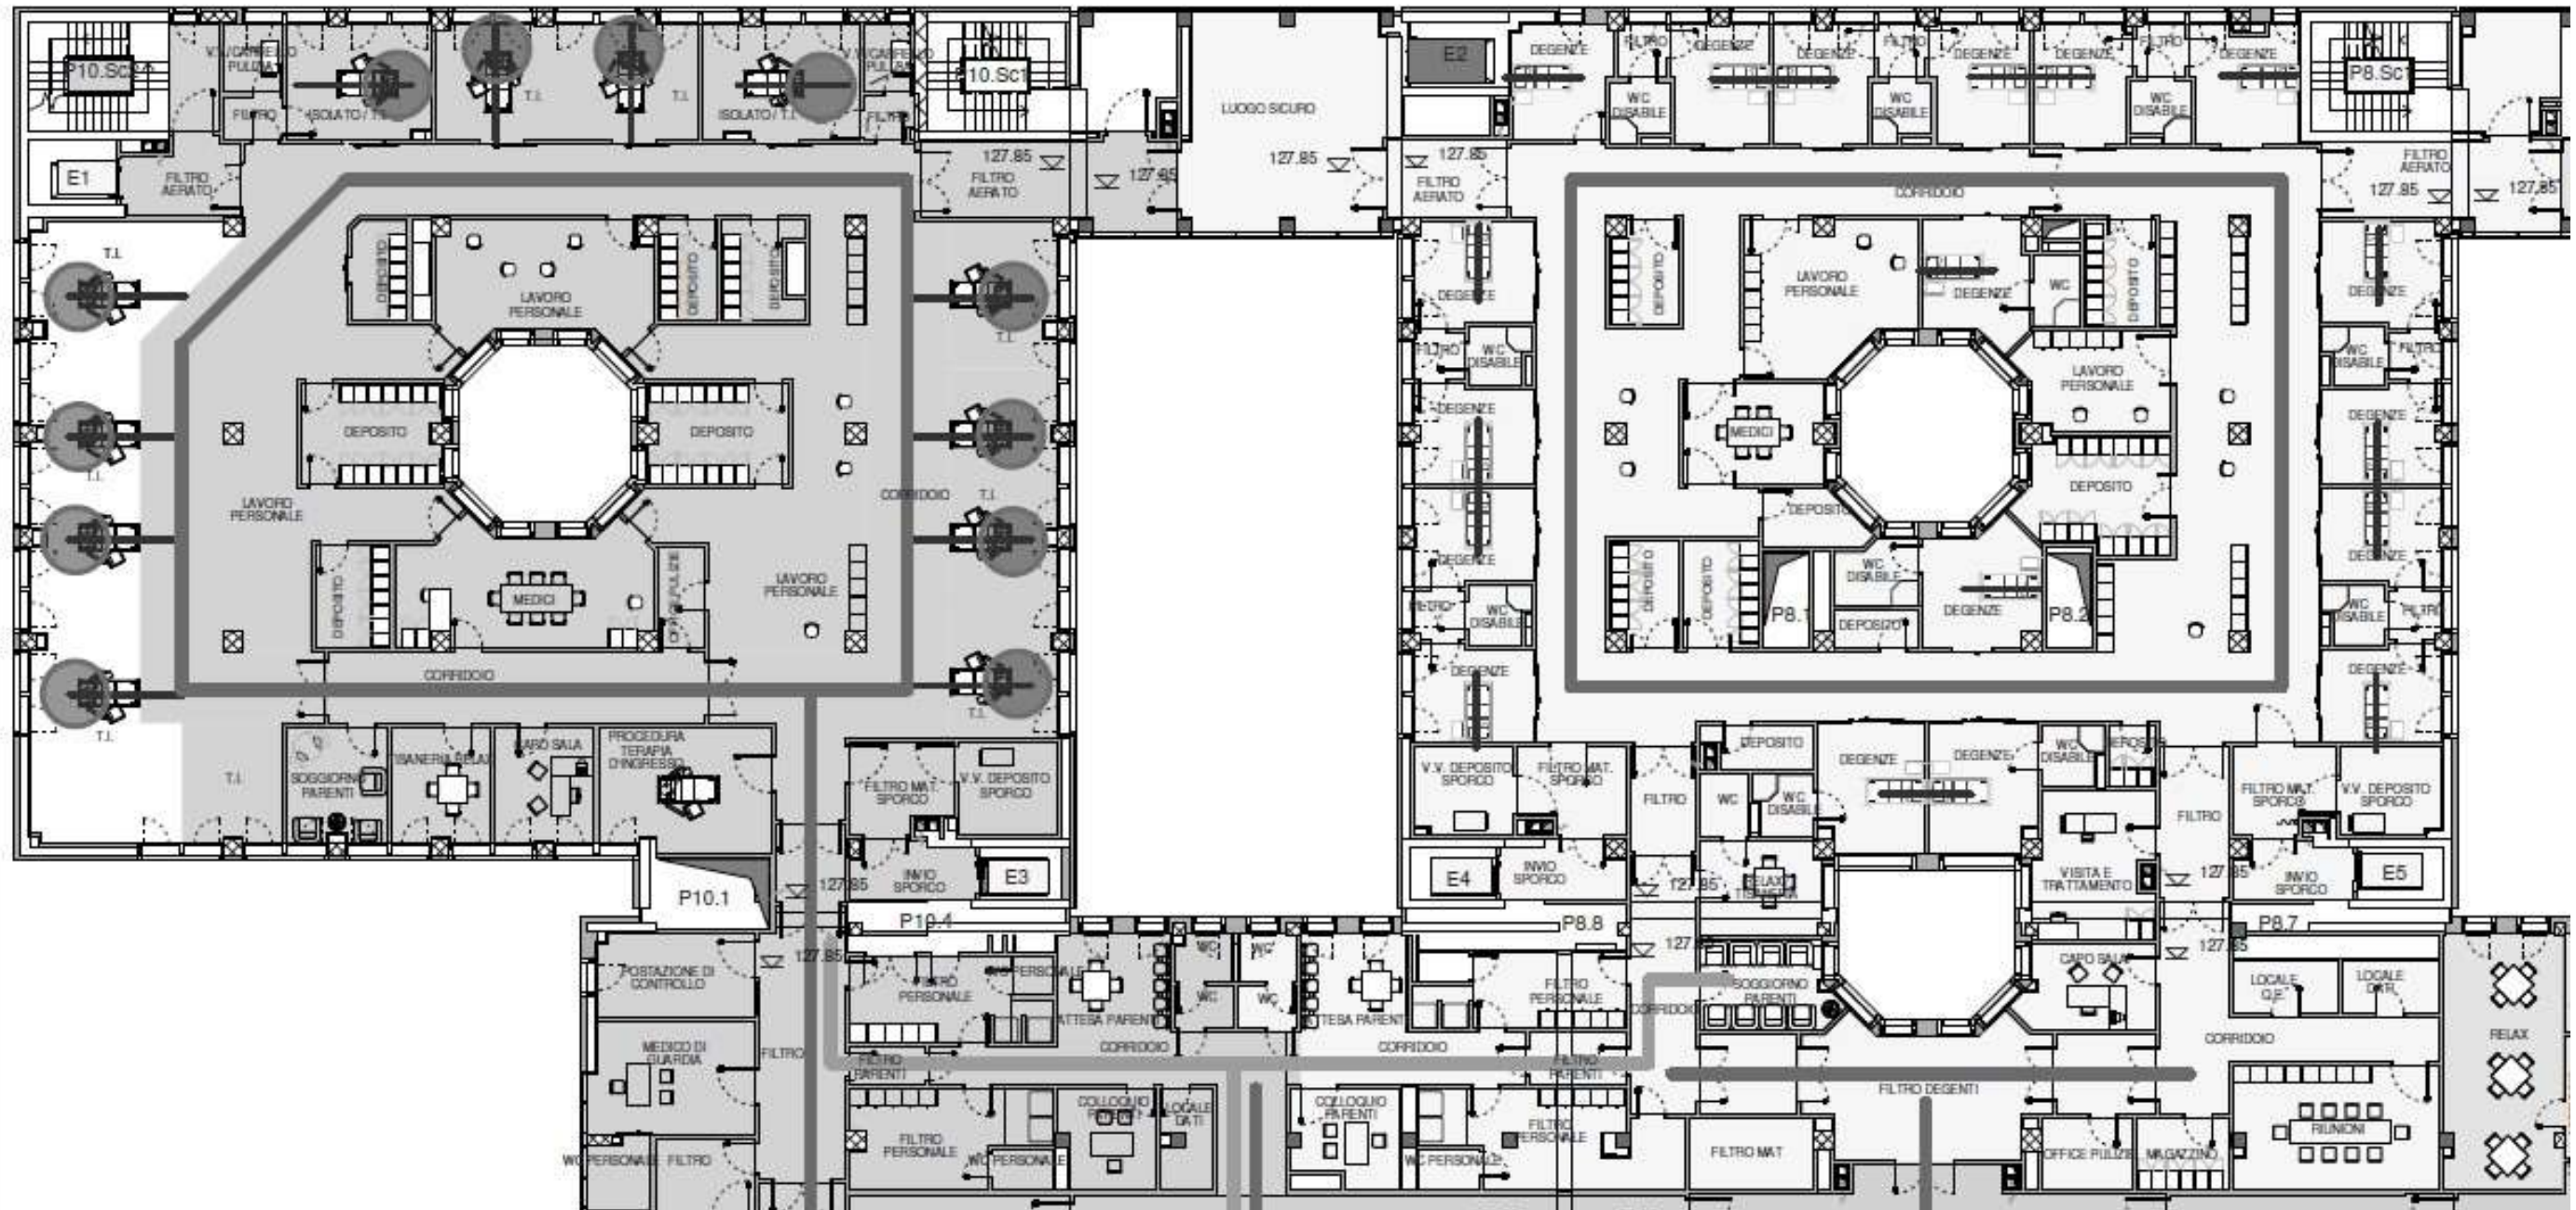 P10.Sc2
PULIZIA
FILTRO
ISOLATO / T.I.
T.I.
T.I.
ISOLATO / T.I.
FILTRO
10.Sc1
LUOGO SICURO
E2
DEGENZE
FILTRO
WC
DISABILE
DEGENZE
DEGENZE
FILTRO
WC
DISABILE
DEGENZE
DEGENZE
FILTRO
WC
DISABILE
DEGENZE
P8.Sc1
E1
FILTRO
AERATO
127.85
FILTRO
AERATO
127.85
127.85
127.85
FILTRO
AERATO
CORRIDOIO
FILTRO
AERATO
127.85
127.85
T.I.
DEPOSITO
LAVORO
PERSONALE
DEPOSITO
DEPOSITO
T.I.
DEGENZE
DEPOSITO
LAVORO
PERSONALE
DEGENZE
WC
DEPOSITO
DEGENZE
FILTRO
WC
DISABILE
LAVORO
PERSONALE
WC
DISABILE
FILTRO
T.I.
DEPOSITO
DEPOSITO
DEGENZE
MEDICI
DEGENZE
LAVORO
PERSONALE
CORRIDOIO
T.I.
DEPOSITO
DEPOSITO
DEGENZE
DEGENZE
DEPOSITO
MEDICI
LAVORO
PERSONALE
FILTRO
WC
DISABILE
DEPOSITO
DEPOSITO
P8.1
WC
DISABILE
DEPOSITO
DEGENZE
P8.2
WC
DISABILE
FILTRO
CORRIDOIO
T.I.
DEGENZE
DEGENZE
T.I.
T.I.
SOGGIORNO
PARENTI
CAPO SALA
PROCEDURA
TERAPIA
D'INGRESSO
FILTRO MAT.
SPORCO
V.V. DEPOSITO
SPORCO
V.V. DEPOSITO
SPORCO
FILTRO MAT.
SPORCO
FILTRO
DEPOSITO
WC
WC
DISABILE
DEGENZE
DEGENZE
WC
DISABILE
FILTRO
FILTRO MAT.
SPORCO
V.V. DEPOSITO
SPORCO
P10.1
127.85
INVIO
SPORCO
E3
E4
INVIO
SPORCO
127.85
VISITA E
TRATTAMENTO
127.85
INVIO
SPORCO
E5
P10.4
P8.8
P8.7
POSTAZIONE DI
CONTROLLO
127.85
FILTRO
PERSONALE
ATTESA PARENTI
WC
WC
WC
WC
FILTRO
PERSONALE
CORRIDOIO
SOGGIORNO
PARENTI
CAPO SALA
127.85
LOCALE
Q.E.
LOCALE
DATI
RELAX
MEDICO DI
GUARDIA
FILTRO
FILTRO
PARENTI
CORRIDOIO
CORRIDOIO
FILTRO
PARENTI
FILTRO DEGENTI
CORRIDOIO
WC PERSONALE
FILTRO
FILTRO
PERSONALE
WC PERSONALE
COLLOQUIO
PARENTI
LOCALE
DATI
COLLOQUIO
PARENTI
WC PERSONALE
FILTRO
PERSONALE
FILTRO MAT
OFFICE PULIZIE
MAGAZZINO
RIUNIONI